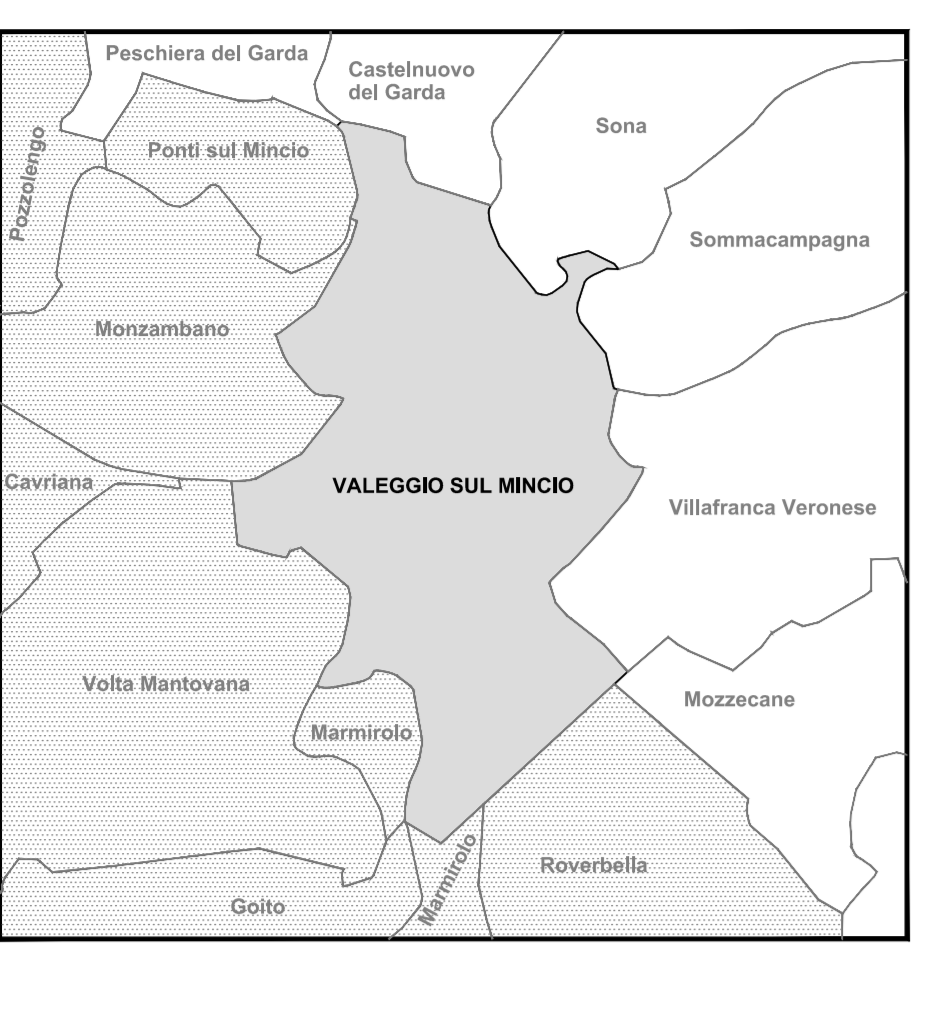 Peschiera del Garda
Castelnuovo
del Garda
Sona
Pozzolengo
Ponti sul Mincio
Sommacampagna
Monzambano
Cavriana
VALEGGIO SUL MINCIO
Villafranca Veronese
Volta Mantovana
Mozzecane
Marmirolo
Marmirolo
Roverbella
Goito